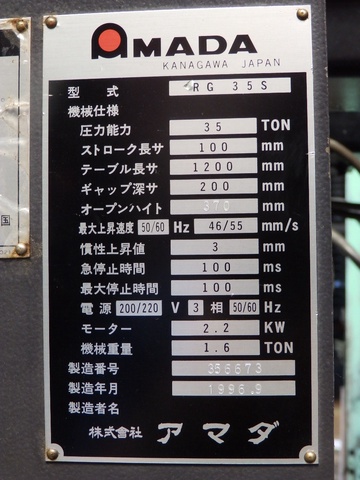 AMADA
KANAGAWA JAPAN
型式 RG 35S
機械仕様
圧力能力 35 TON
ストローク長サ 100 mm
テーブル長サ 1200 mm
ギャップ深サ 200 mm
オープンハイト 370 mm
最大上昇速度 50/60 Hz 46/55 mm/s
慣性上昇値 3 mm
急停止時間 100 ms
最大停止時間 100 ms
電源 200/220 V 3 相 50/60 Hz
モーター 2.2 KW
機械重量 1.6 TON
製造番号 356673
製造年月 1996.9
製造者名
株式会社 アマダ